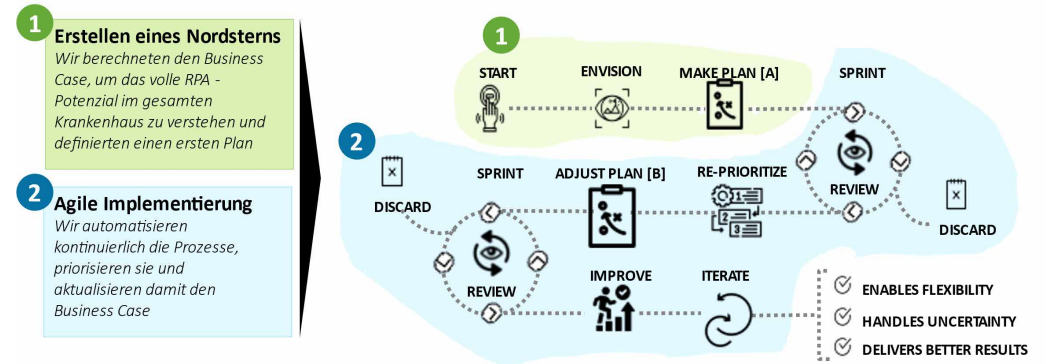 1
Erstellen eines Nordsterns
Wir berechneten den Business
Case, um das volle RPA -
Potenzial im gesamten
Krankenhaus zu verstehen und
definierten einen ersten Plan
2
Agile Implementierung
Wir automatisieren
kontinuierlich die Prozesse,
priorisieren sie und
aktualisieren damit den
Business Case
1
START
ENVISION
MAKE PLAN [A]
SPRINT
REVIEW
DISCARD
2
DISCARD
SPRINT
ADJUST PLAN [B]
RE-PRIORITIZE
1
2
3
REVIEW
IMPROVE
ITERATE
ENABLES FLEXIBILITY
HANDLES UNCERTAINTY
DELIVERS BETTER RESULTS